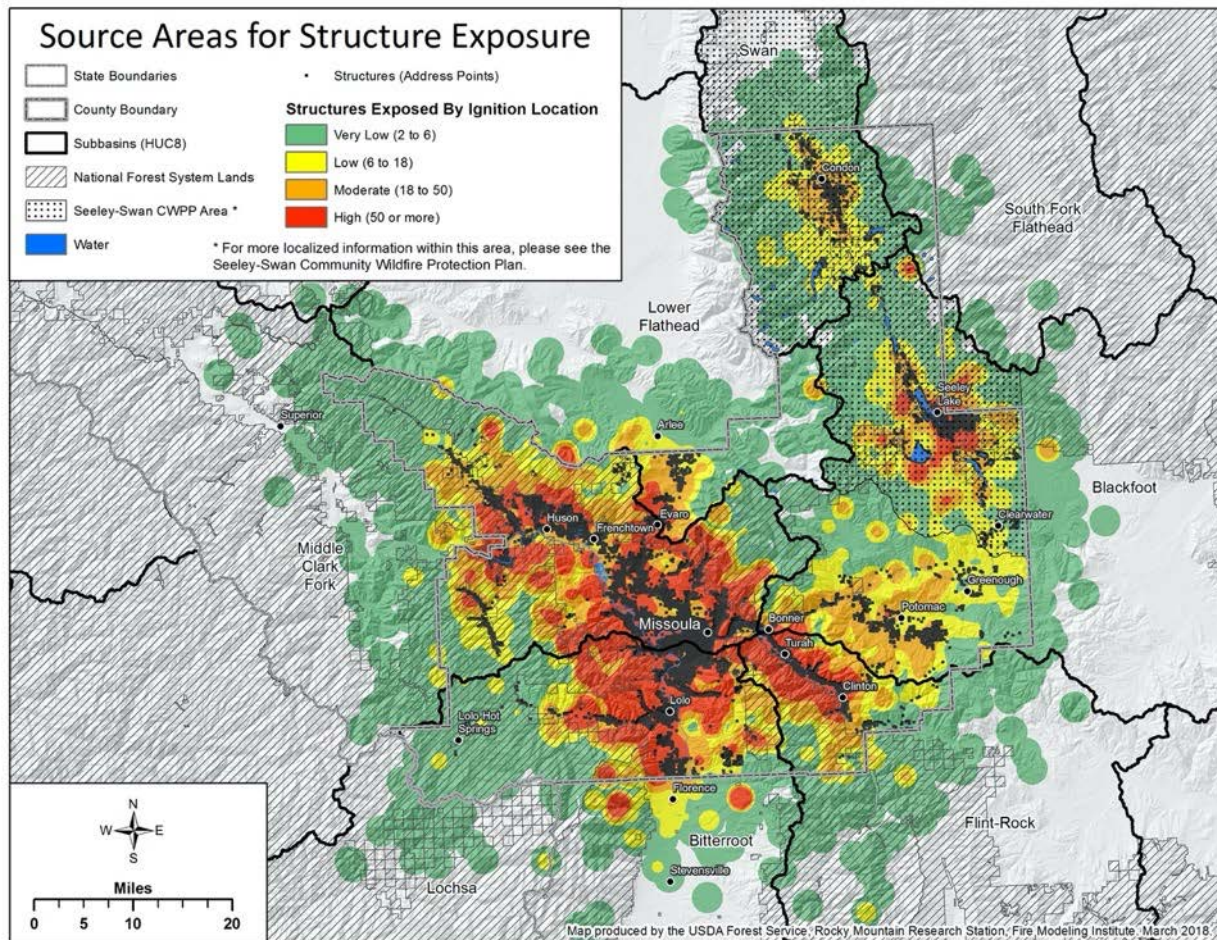 Source Areas for Structure Exposure
State Boundaries
County Boundary
Subbasins (HUC8)
National Forest System Lands
Seeley-Swan CWPP Area *
Water
Structures (Address Points)
Structures Exposed By Ignition Location
Very Low (2 to 6)
Low (6 to 18)
Moderate (18 to 50)
High (50 or more)
* For more localized information within this area, please see the
Seeley-Swan Community Wildfire Protection Plan.
Swan
Condon
South Fork
Flathead
Lower
Flathead
Seeley
Lake
Superior
Arlee
Blackfoot
Clearwater
Huson
Frenchtown
Evaro
Middle
Clark
Fork
Greenough
Potomac
Missoula
Bonner
Turah
Clinton
Lolo
Lolo Hot
Springs
Florence
Flint-Rock
Bitterroot
Stevensville
Lochsa
N
W
E
S
Miles
0 5 10 20
Map produced by the USDA Forest Service, Rocky Mountain Research Station, Fire Modeling Institute. March 2018.